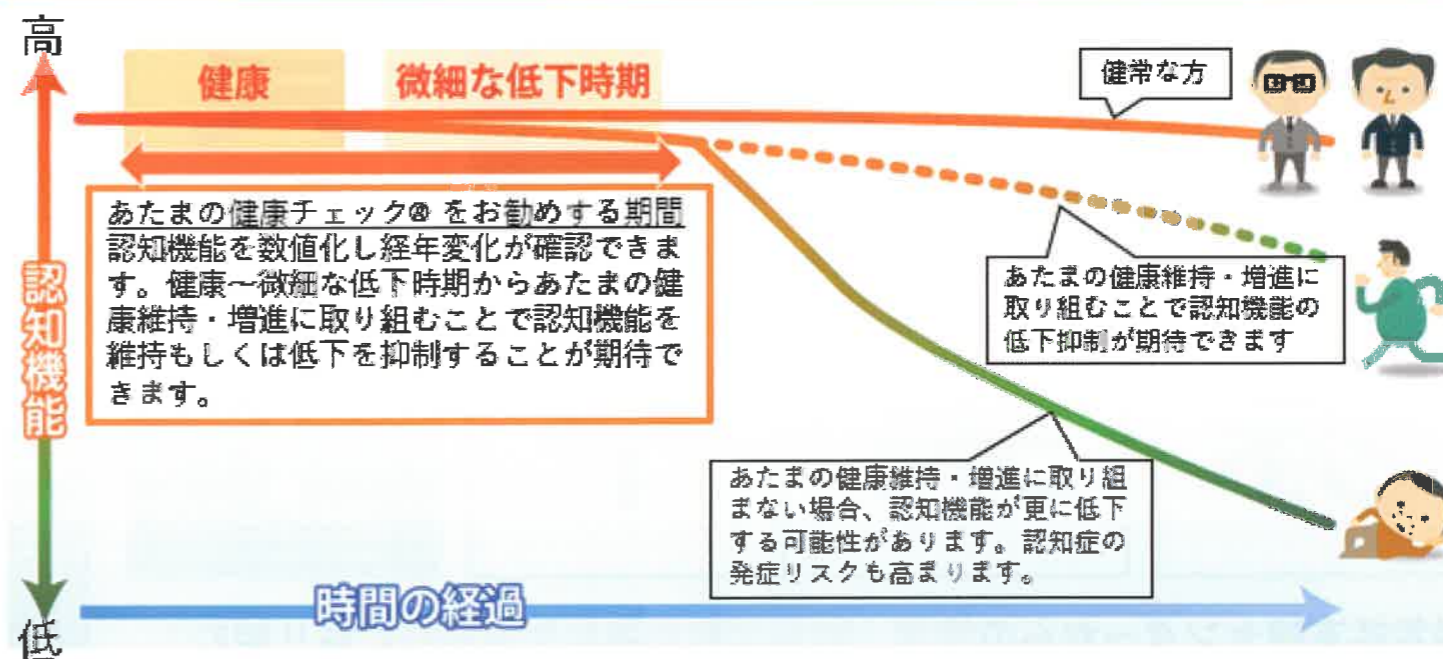 高
健康
微細な低下時期
健常な方
あたまの健康チェック® をお勧めする期間
認知機能を数値化し経年変化が確認できま
す。健康～微細な低下時期からあたまの健
康維持・増進に取り組むことで認知機能を
維持もしくは低下を抑制することが期待で
きます。
認知機能
あたまの健康維持・増進に
取り組むことで認知機能の
低下抑制が期待できます
あたまの健康維持・増進に取り組
まない場合、認知機能が更に低下
する可能性があります。認知症の
発症リスクも高まります。
時間の経過
低